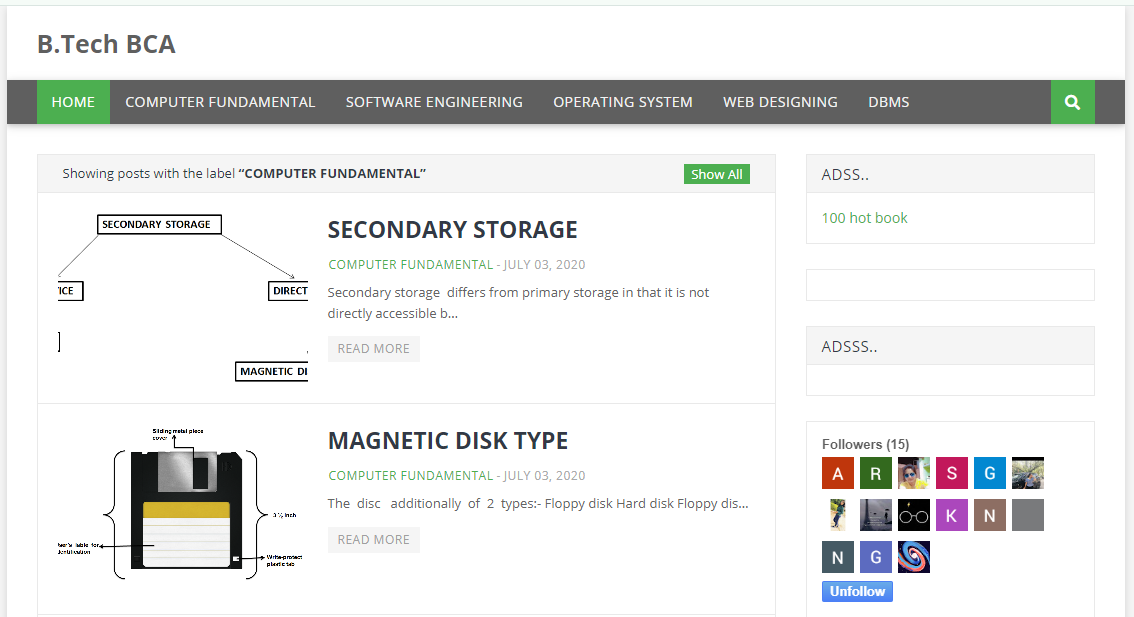 B.Tech BCA
HOME COMPUTER FUNDAMENTAL SOFTWARE ENGINEERING OPERATING SYSTEM WEB DESIGNING DBMS
Showing posts with the label “COMPUTER FUNDAMENTAL”
Show All
SECONDARY STORAGE
ICE
DIRECT
MAGNETIC DI
SECONDARY STORAGE
COMPUTER FUNDAMENTAL - JULY 03, 2020
Secondary storage differs from primary storage in that it is not
directly accessible b...
READ MORE
Sliding metal piece
cover
3 ½ inch
User's Lable for
identification
Write-protect
plastic tab
MAGNETIC DISK TYPE
COMPUTER FUNDAMENTAL - JULY 03, 2020
The disc additionally of 2 types:- Floppy disk Hard disk Floppy dis...
READ MORE
ADSS..
100 hot book
ADSSS..
Followers (15)
A R S G
K N
N G
Unfollow